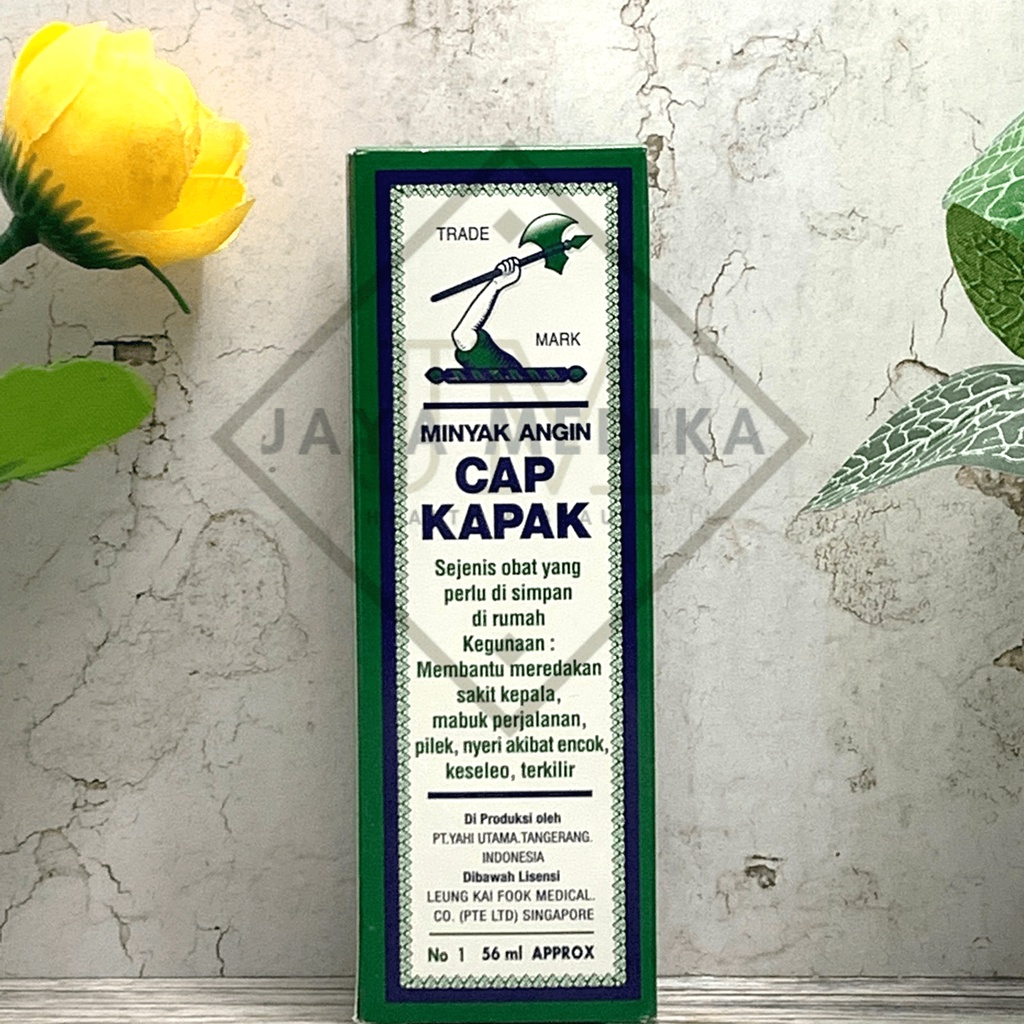 TRADE
MARK
JAYA MEDIKA
MINYAK ANGIN
CAP
KAPAK
Sejenis obat yang
perlu di simpan
di rumah
Kegunaan :
Membantu meredakan
sakit kepala,
mabuk perjalanan,
pilek, nyeri akibat encok,
keseleo, terkilir
Di Produksi oleh
PT.YAHI UTAMA.TANGERANG.
INDONESIA
Dibawah Lisensi
LEUNG KAI FOOK MEDICAL.
CO. (PTE LTD) SINGAPORE
No 1 56 ml APPROX